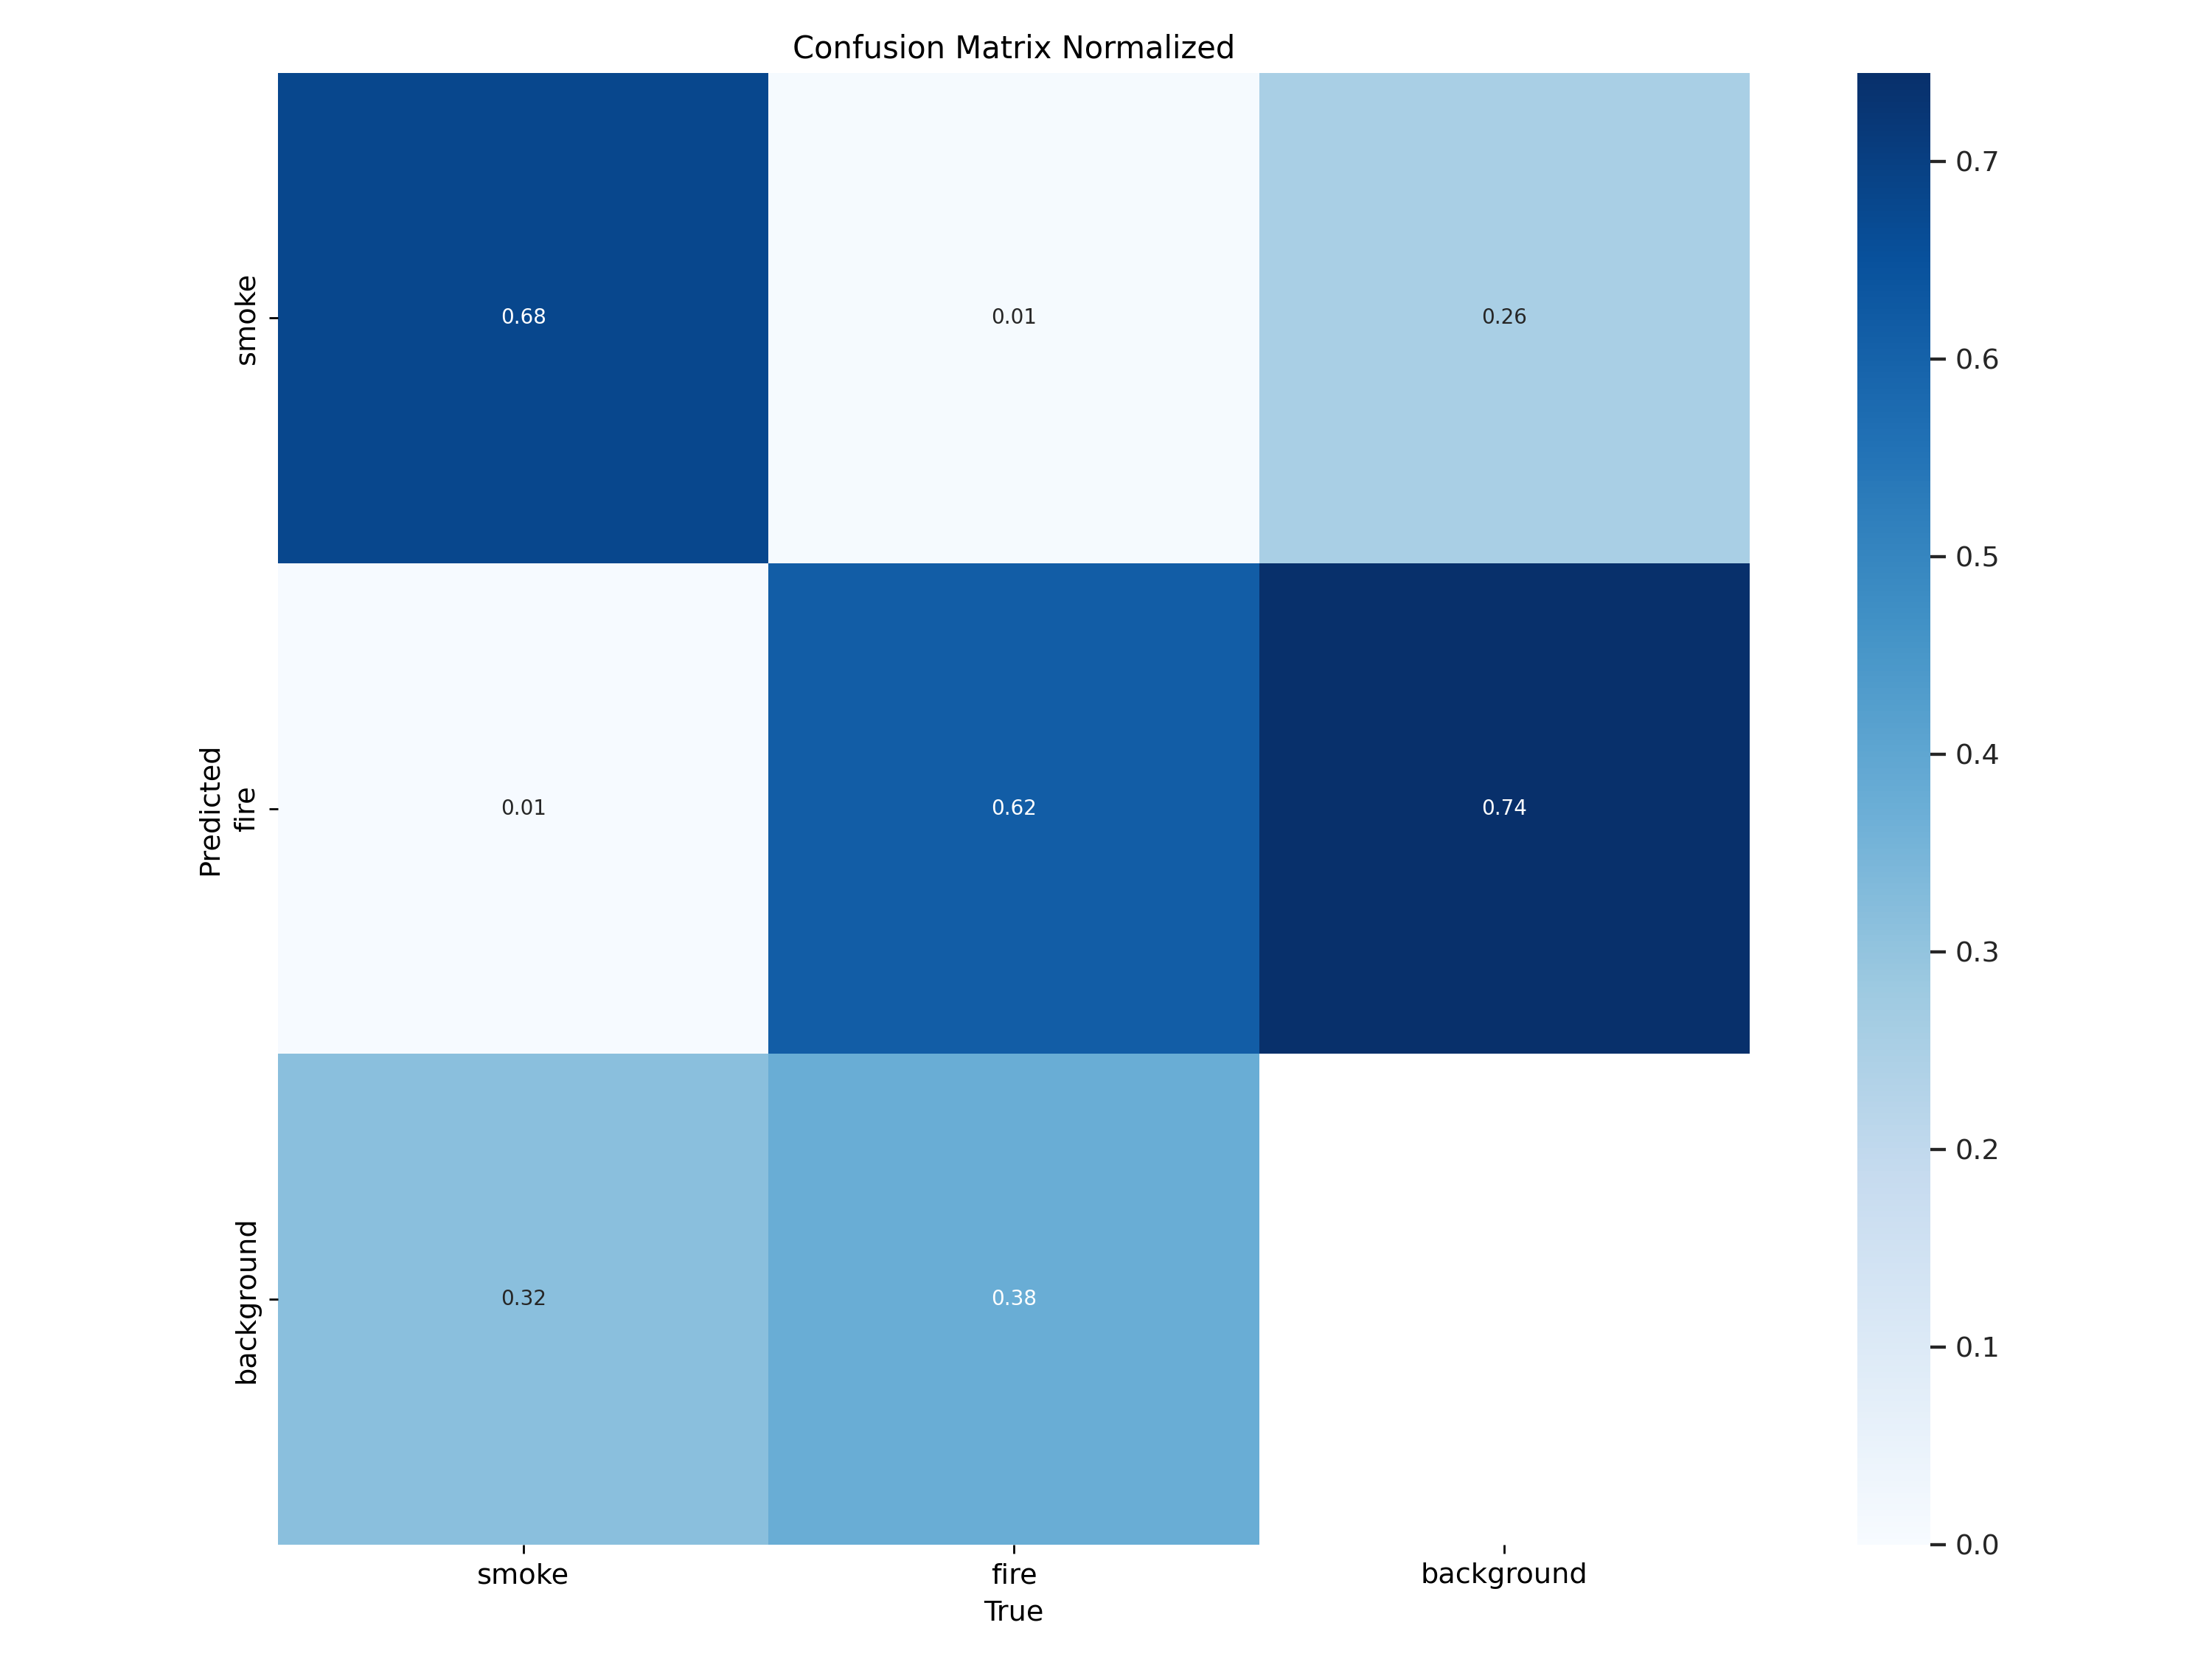 Confusion Matrix Normalized
smoke
0.68
0.01
0.26
Predicted
fire
0.01
0.62
0.74
background
0.32
0.38
smoke
fire
background
True
0.7
0.6
0.5
0.4
0.3
0.2
0.1
0.0